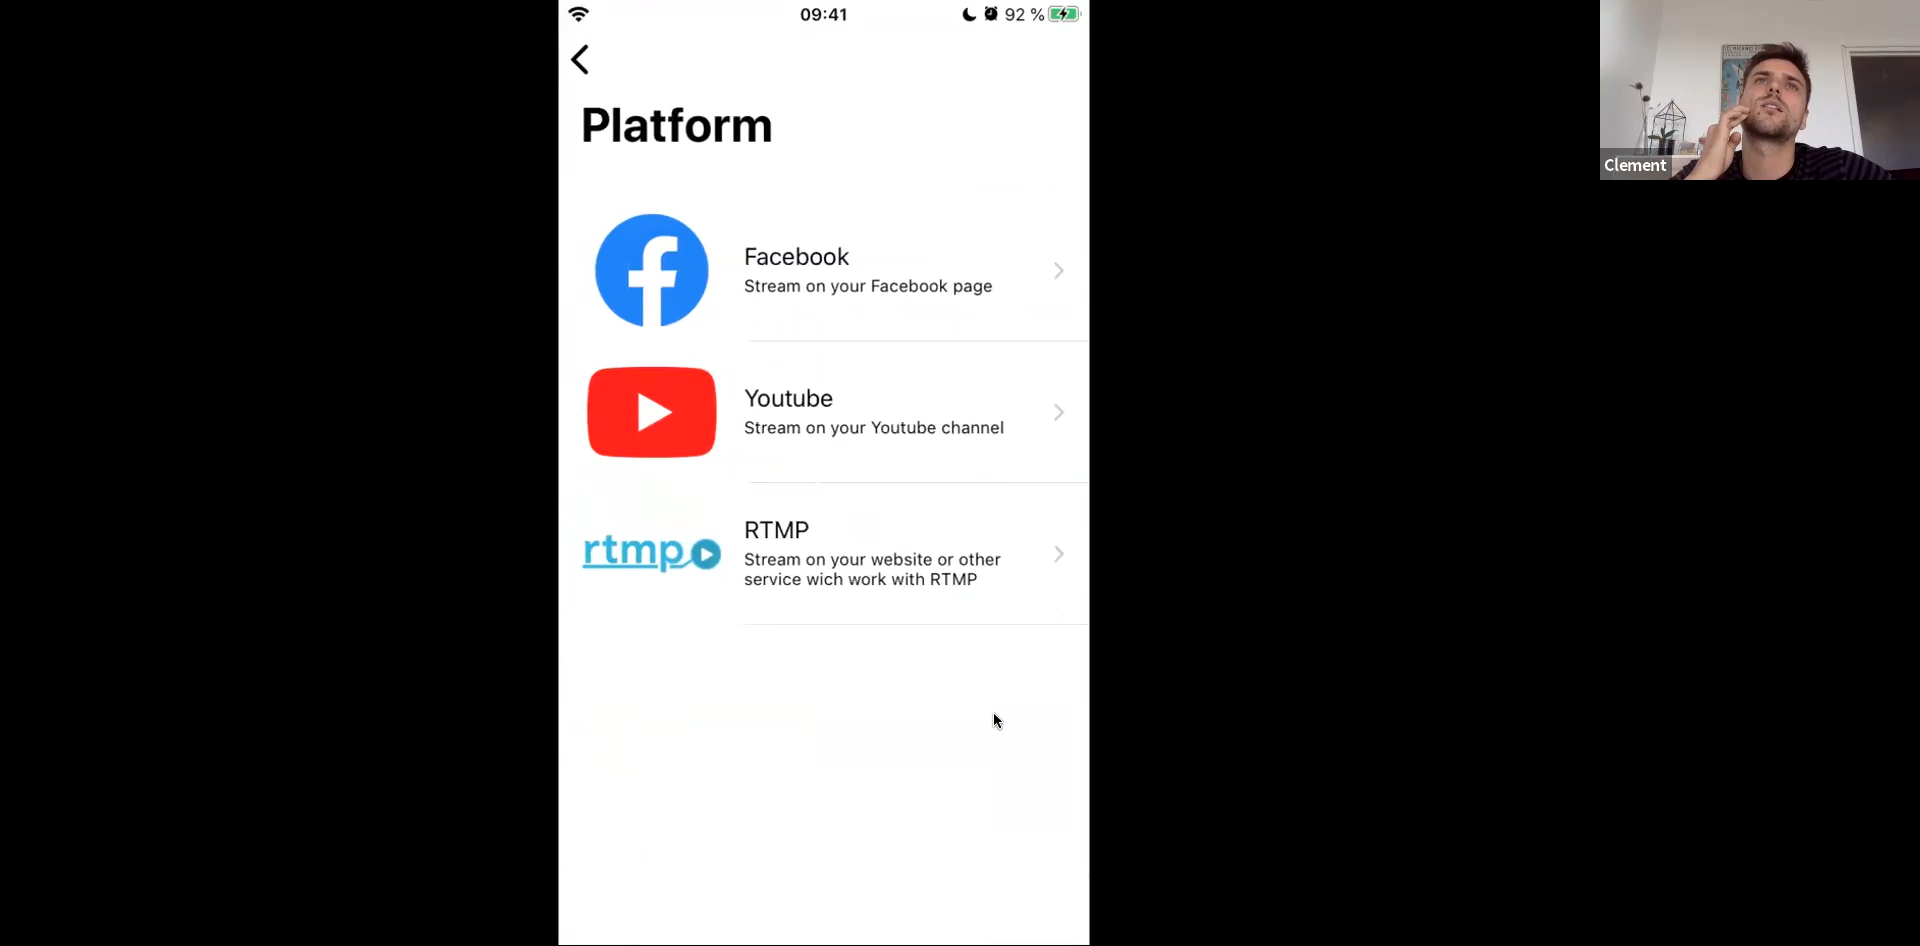 09:41
92 %
Platform
Facebook
Stream on your Facebook page
Youtube
Stream on your Youtube channel
rtmp
RTMP
Stream on your website or other
service wich work with RTMP
Clement